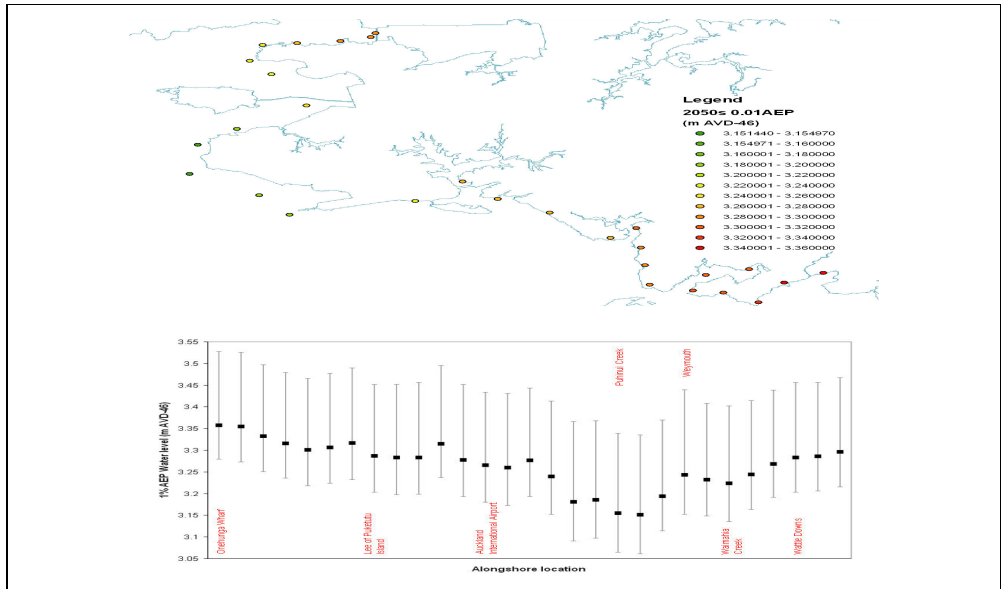 Legend
2050s 0.01AEP
(m AVD-46)
3.151440 - 3.154970
3.154971 - 3.160000
3.160001 - 3.180000
3.180001 - 3.200000
3.200001 - 3.220000
3.220001 - 3.240000
3.240001 - 3.260000
3.260001 - 3.280000
3.280001 - 3.300000
3.300001 - 3.320000
3.320001 - 3.340000
3.340001 - 3.360000
1% AEP Water level (m AVD-46)
3.55
3.5
3.45
3.4
3.35
3.3
3.25
3.2
3.15
3.1
3.05
Onehunga Wharf
Lee of Puketutu
Island
Auckland
International Airport
Puhinui Creek
Weymouth
Waimahia
Creek
Wattle Downs
Alongshore location